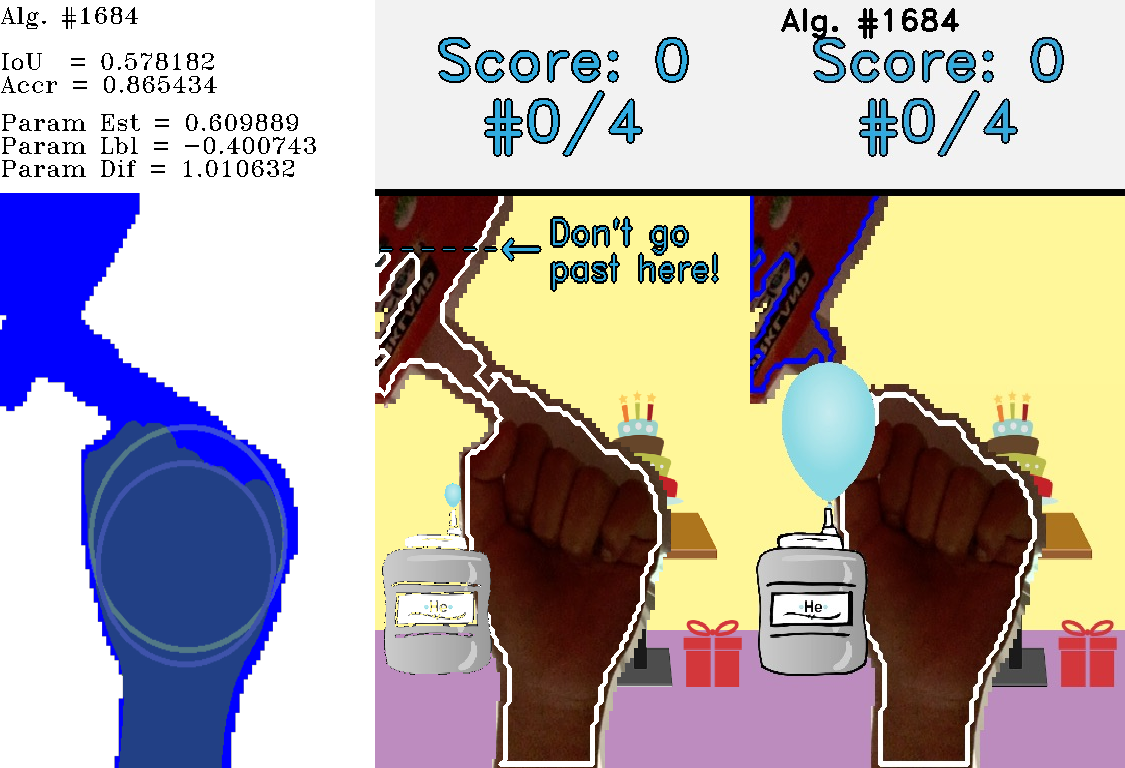 Alg. #1684
IoU = 0.578182
Accr = 0.865434
Param Est = 0.609889
Param Lbl = −0.400743
Param Dif = 1.010632
Score: 0
#0/4
Don't go
past here!
He
Alg. #1684
Score: 0
#0/4
He